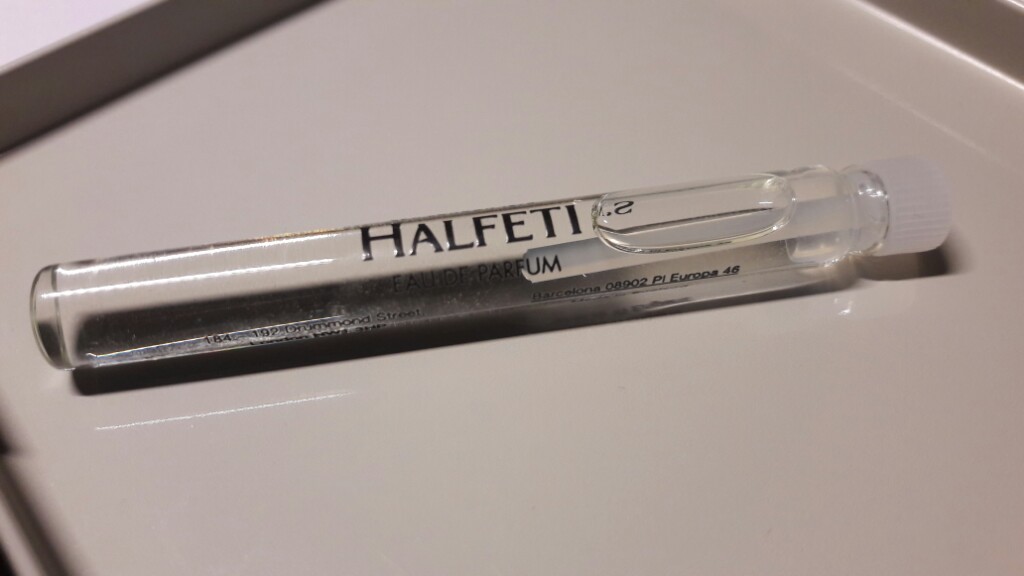 HALFETI
EAU DE PARFUM
Barcelona 08902 Pl Europa 46
184 - 192 Drummond Street